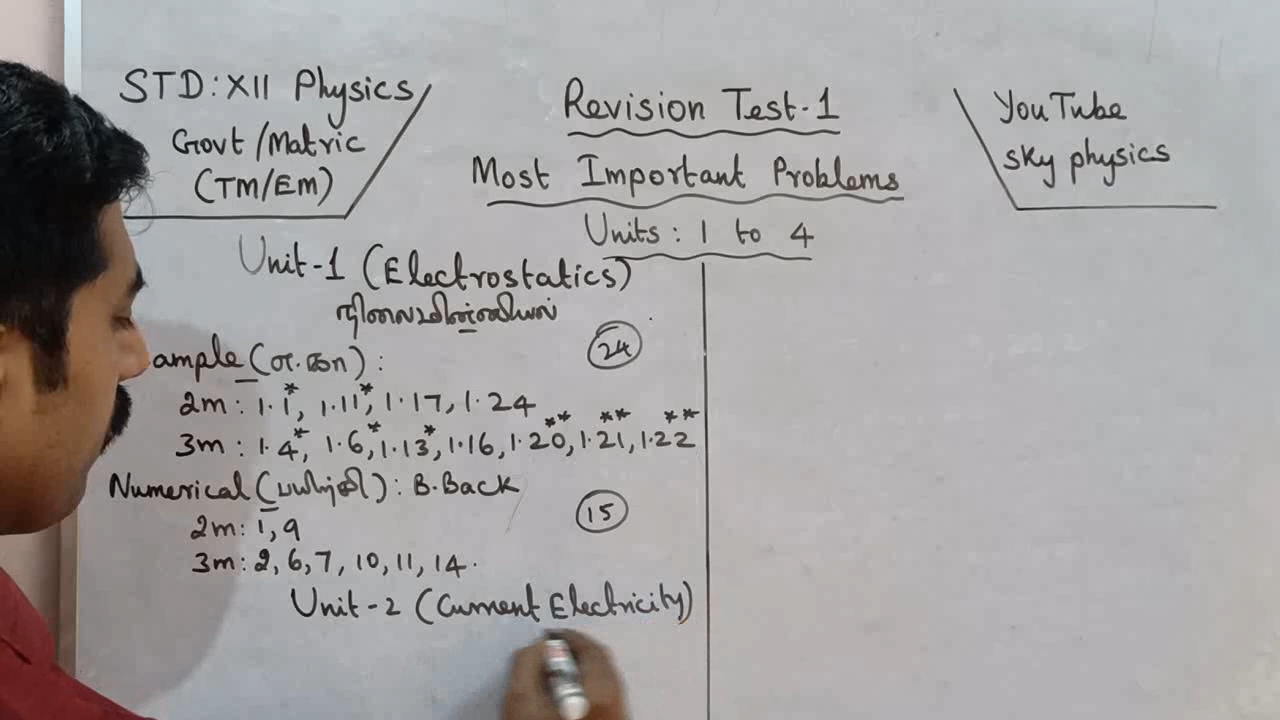 STD: XII Physics
Govt/Matric
(TM/EM)
Revision Test-1
Most Important Problems
Units: 1 to 4
YouTube
sky physics
Unit-1 (Electrostatics)
நிலைமின்னியல்
ample (எ.கா):
24
2m: 1.1*, 1.11*, 1.17, 1.24
3m: 1.4*, 1.6*, 1.13*, 1.16, 1.20**, 1.21**, 1.22**
Numerical (பயிற்சி): B.Back
15
2m: 1, 9
3m: 2, 6, 7, 10, 11, 14.
Unit-2 (Current Electricity)